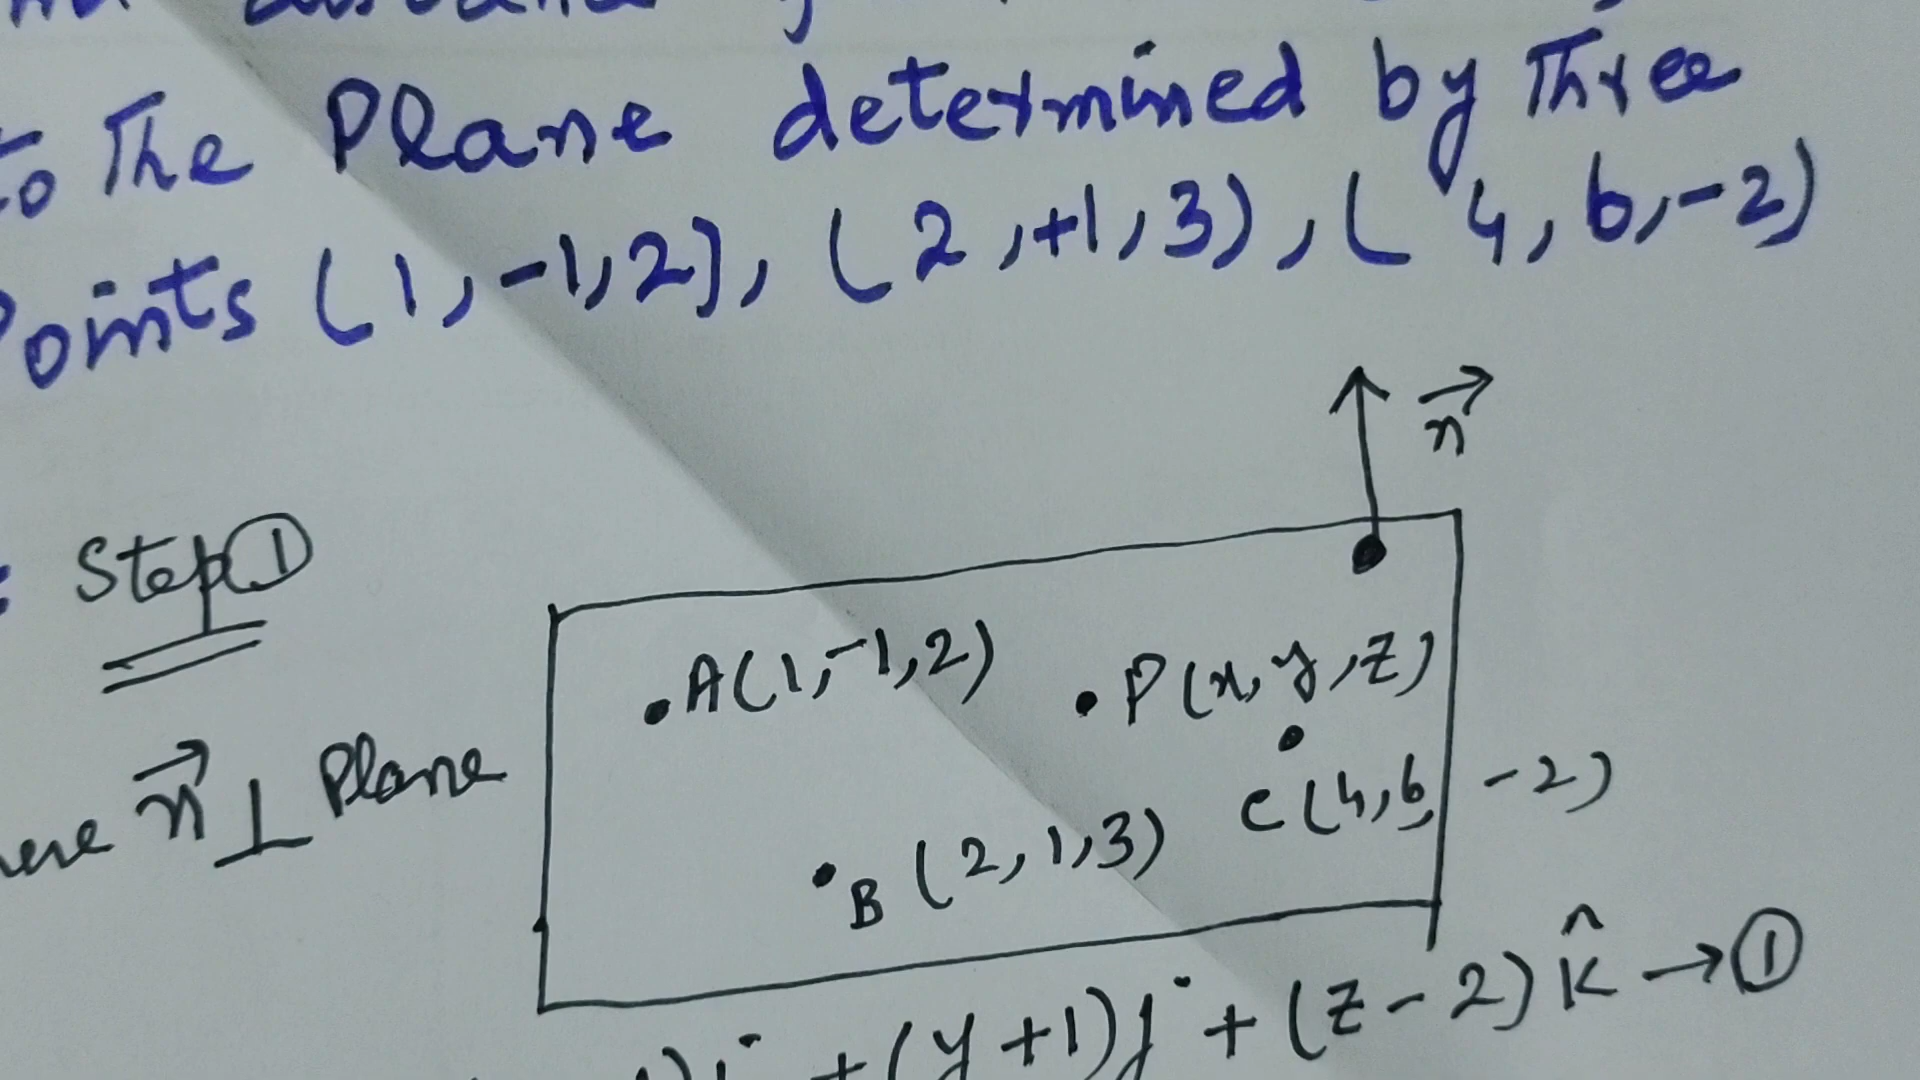 to The Plane determined by Three
Points (1,-1,2), (2,+1,3), (4,6,-2)
n
Step ①
A(1,-1,2)
P(x,y,z)
n ⊥ Plane
C(4,6,-2)
B(2,1,3)
+ (y+1)j + (z-2)k̂ → ①